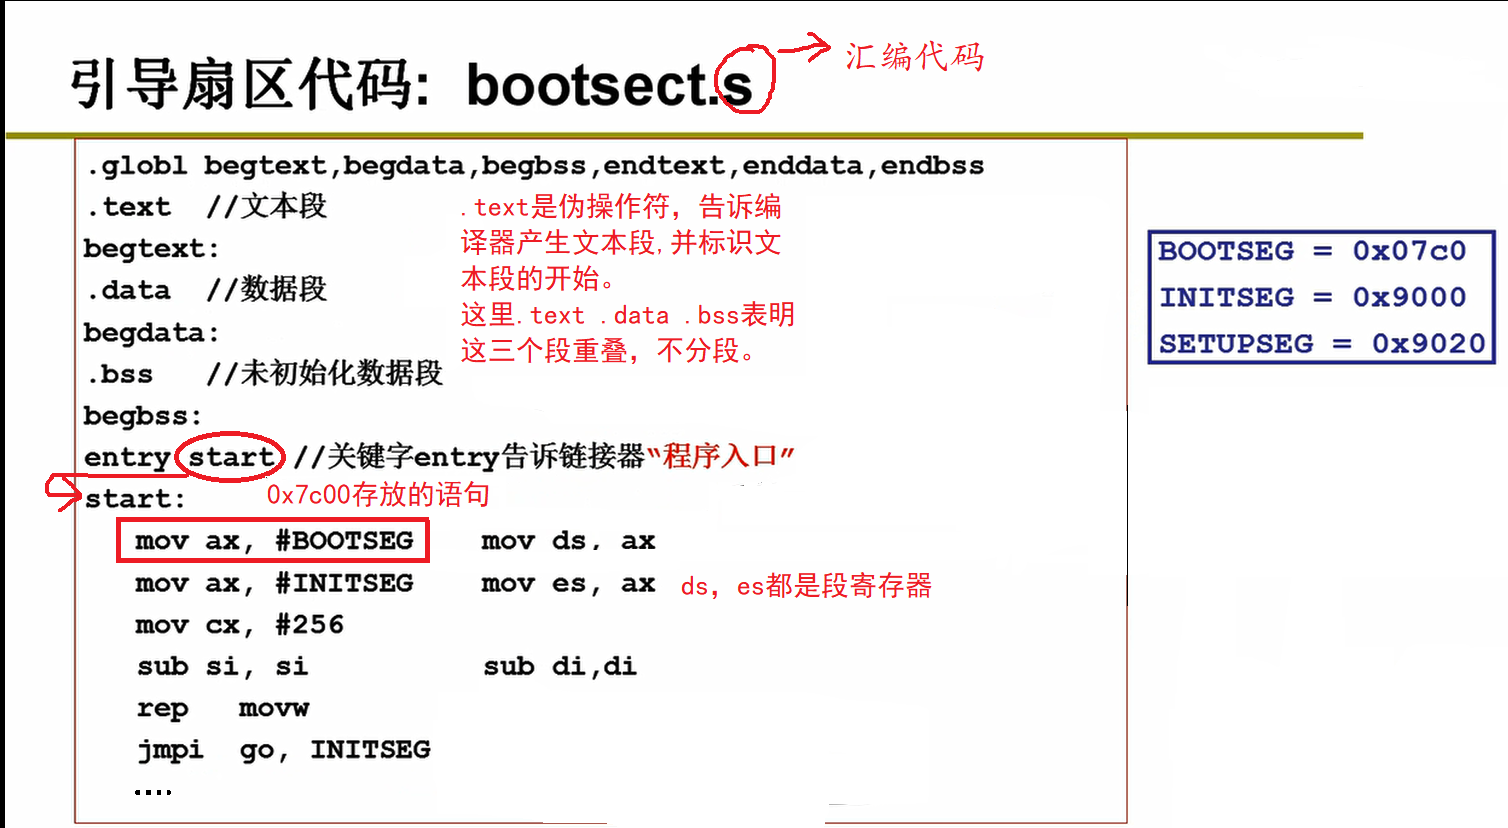 引导扇区代码: bootsect.s
汇编代码
.globl begtext,begdata,begbss,endtext,enddata,endbss
.text //文本段
begtext:
.data //数据段
begdata:
.bss //未初始化数据段
begbss:
entry start //关键字entry告诉链接器“程序入口”
start:
.text是伪操作符，告诉编
译器产生文本段,并标识文
本段的开始。
这里.text .data .bss表明
这三个段重叠，不分段。
0x7c00存放的语句
mov ax, #BOOTSEG mov ds, ax
mov ax, #INITSEG mov es, ax
ds，es都是段寄存器
mov cx, #256
sub si, si sub di,di
rep movw
jmpi go, INITSEG
....
BOOTSEG = 0x07c0
INITSEG = 0x9000
SETUPSEG = 0x9020